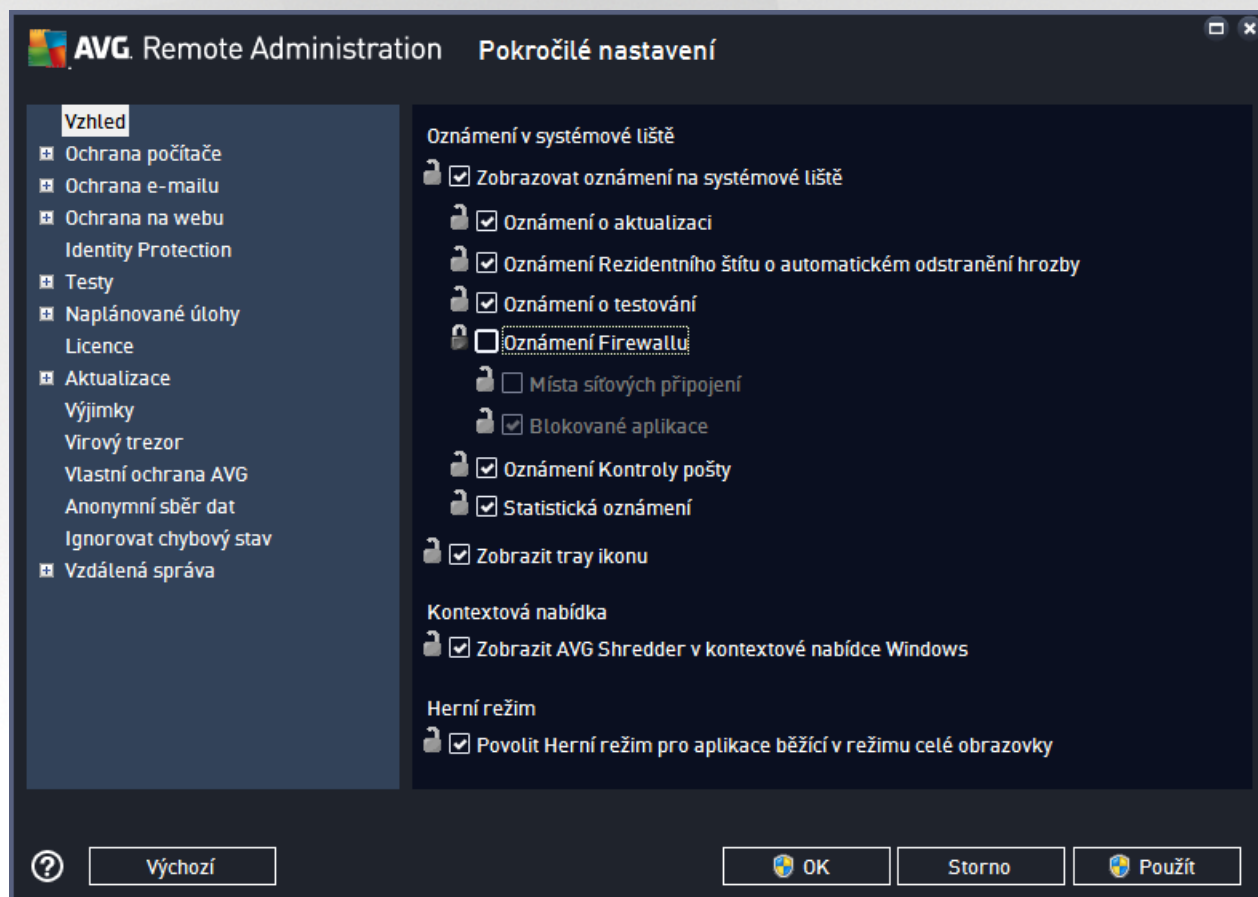 AVG. Remote Administration Pokročilé nastavení
Vzhled
Ochrana počítače
Ochrana e-mailu
Ochrana na webu
Identity Protection
Testy
Naplánované úlohy
Licence
Aktualizace
Výjimky
Virový trezor
Vlastní ochrana AVG
Anonymní sběr dat
Ignorovat chybový stav
Vzdálená správa
Oznámení v systémové liště
Zobrazovat oznámení na systémové liště
Oznámení o aktualizaci
Oznámení Rezidentního štítu o automatickém odstranění hrozby
Oznámení o testování
Oznámení Firewallu
Místa síťových připojení
Blokované aplikace
Oznámení Kontroly pošty
Statistická oznámení
Zobrazit tray ikonu
Kontextová nabídka
Zobrazit AVG Shredder v kontextové nabídce Windows
Herní režim
Povolit Herní režim pro aplikace běžící v režimu celé obrazovky
Výchozí
OK
Storno
Použít